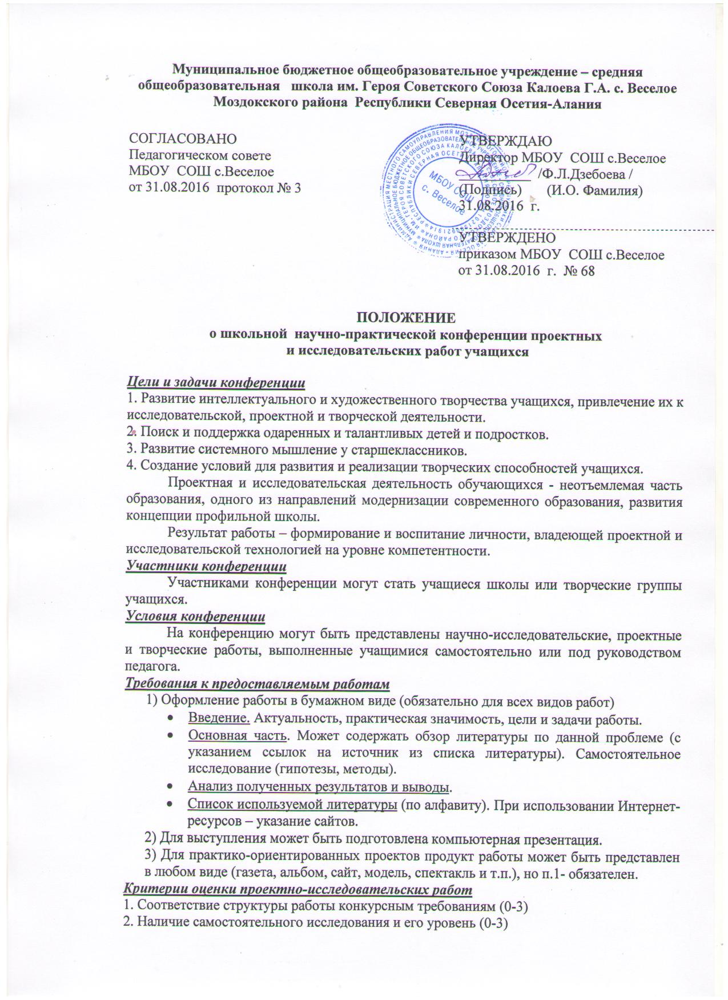 Муниципальное бюджетное общеобразовательное учреждение – средняя
общеобразовательная школа им. Героя Советского Союза Калоева Г.А. с. Веселое
Моздокского района Республики Северная Осетия-Алания
СОГЛАСОВАНО
Педагогическом совете
МБОУ СОШ с.Веселое
от 31.08.2016 протокол № 3
УТВЕРЖДАЮ
Директор МБОУ СОШ с.Веселое
/Ф.Л.Дзебоева /
(Подпись) (И.О. Фамилия)
31.08.2016 г.
УТВЕРЖДЕНО
приказом МБОУ СОШ с.Веселое
от 31.08.2016 г. № 68
МБОУ СОШ
с. Веселое
ПОЛОЖЕНИЕ
о школьной научно-практической конференции проектных
и исследовательских работ учащихся
Цели и задачи конференции
1. Развитие интеллектуального и художественного творчества учащихся, привлечение их к
исследовательской, проектной и творческой деятельности.
2. Поиск и поддержка одаренных и талантливых детей и подростков.
3. Развитие системного мышление у старшеклассников.
4. Создание условий для развития и реализации творческих способностей учащихся.
Проектная и исследовательская деятельность обучающихся - неотъемлемая часть
образования, одного из направлений модернизации современного образования, развития
концепции профильной школы.
Результат работы – формирование и воспитание личности, владеющей проектной и
исследовательской технологией на уровне компетентности.
Участники конференции
Участниками конференции могут стать учащиеся школы или творческие группы
учащихся.
Условия конференции
На конференцию могут быть представлены научно-исследовательские, проектные
и творческие работы, выполненные учащимися самостоятельно или под руководством
педагога.
Требования к предоставляемым работам
1) Оформление работы в бумажном виде (обязательно для всех видов работ)
• Введение. Актуальность, практическая значимость, цели и задачи работы.
• Основная часть. Может содержать обзор литературы по данной проблеме (с
указанием ссылок на источник из списка литературы). Самостоятельное
исследование (гипотезы, методы).
• Анализ полученных результатов и выводы.
• Список используемой литературы (по алфавиту). При использовании Интернет-
ресурсов – указание сайтов.
2) Для выступления может быть подготовлена компьютерная презентация.
3) Для практико-ориентированных проектов продукт работы может быть представлен
в любом виде (газета, альбом, сайт, модель, спектакль и т.п.), но п.1- обязателен.
Критерии оценки проектно-исследовательских работ
1. Соответствие структуры работы конкурсным требованиям (0-3)
2. Наличие самостоятельного исследования и его уровень (0-3)